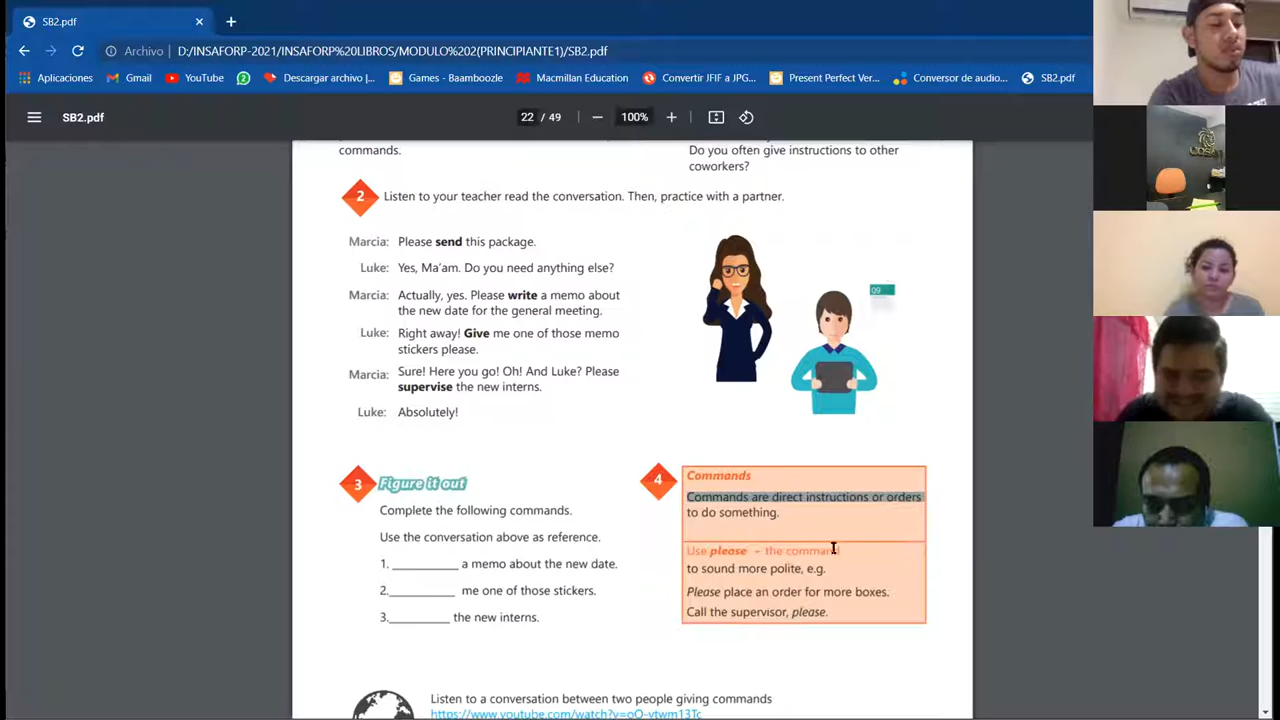 SB2.pdf
Archivo
D:/INSAFORP-2021/INSAFORP%20LIBROS/MODULO%202(PRINCIPIANTE1)/SB2.pdf
Aplicaciones
Gmail
YouTube
Descargar archivo |...
Games - Baamboozle
Macmillan Education
Convertir JFIF a JPG...
Present Perfect Ver...
Conversor de audio...
SB2.pdf
SB2.pdf
22 / 49
100%
commands.
Do you often give instructions to other
coworkers?
2
Listen to your teacher read the conversation. Then, practice with a partner.
Marcia: Please send this package.
Luke: Yes, Ma'am. Do you need anything else?
Marcia: Actually, yes. Please write a memo about
the new date for the general meeting.
Luke: Right away! Give me one of those memo
stickers please.
Marcia: Sure! Here you go! Oh! And Luke? Please
supervise the new interns.
Luke: Absolutely!
09
3
Figure it out
Complete the following commands.
Use the conversation above as reference.
1. __________ a memo about the new date.
2.__________ me one of those stickers.
3.__________ the new interns.
4
Commands
Commands are direct instructions or orders
to do something.
Use please - the command
to sound more polite, e.g.
Please place an order for more boxes.
Call the supervisor, please.
Listen to a conversation between two people giving commands
https://www.youtube.com/watch?v=oO-vtwm13Tc